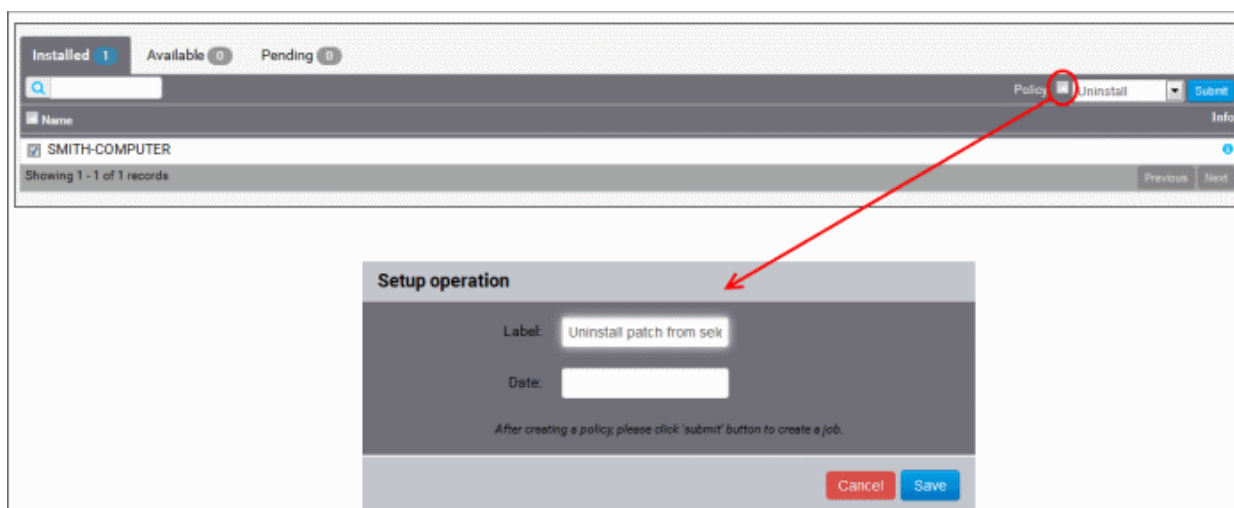 Installed 1 Available 0 Pending 0
Policy Uninstall Submit
Name Info
SMITH-COMPUTER
Showing 1 - 1 of 1 records Previous Next
Setup operation
Label: Uninstall patch from sele
Date:
After creating a policy, please click 'submit' button to create a job.
Cancel Save